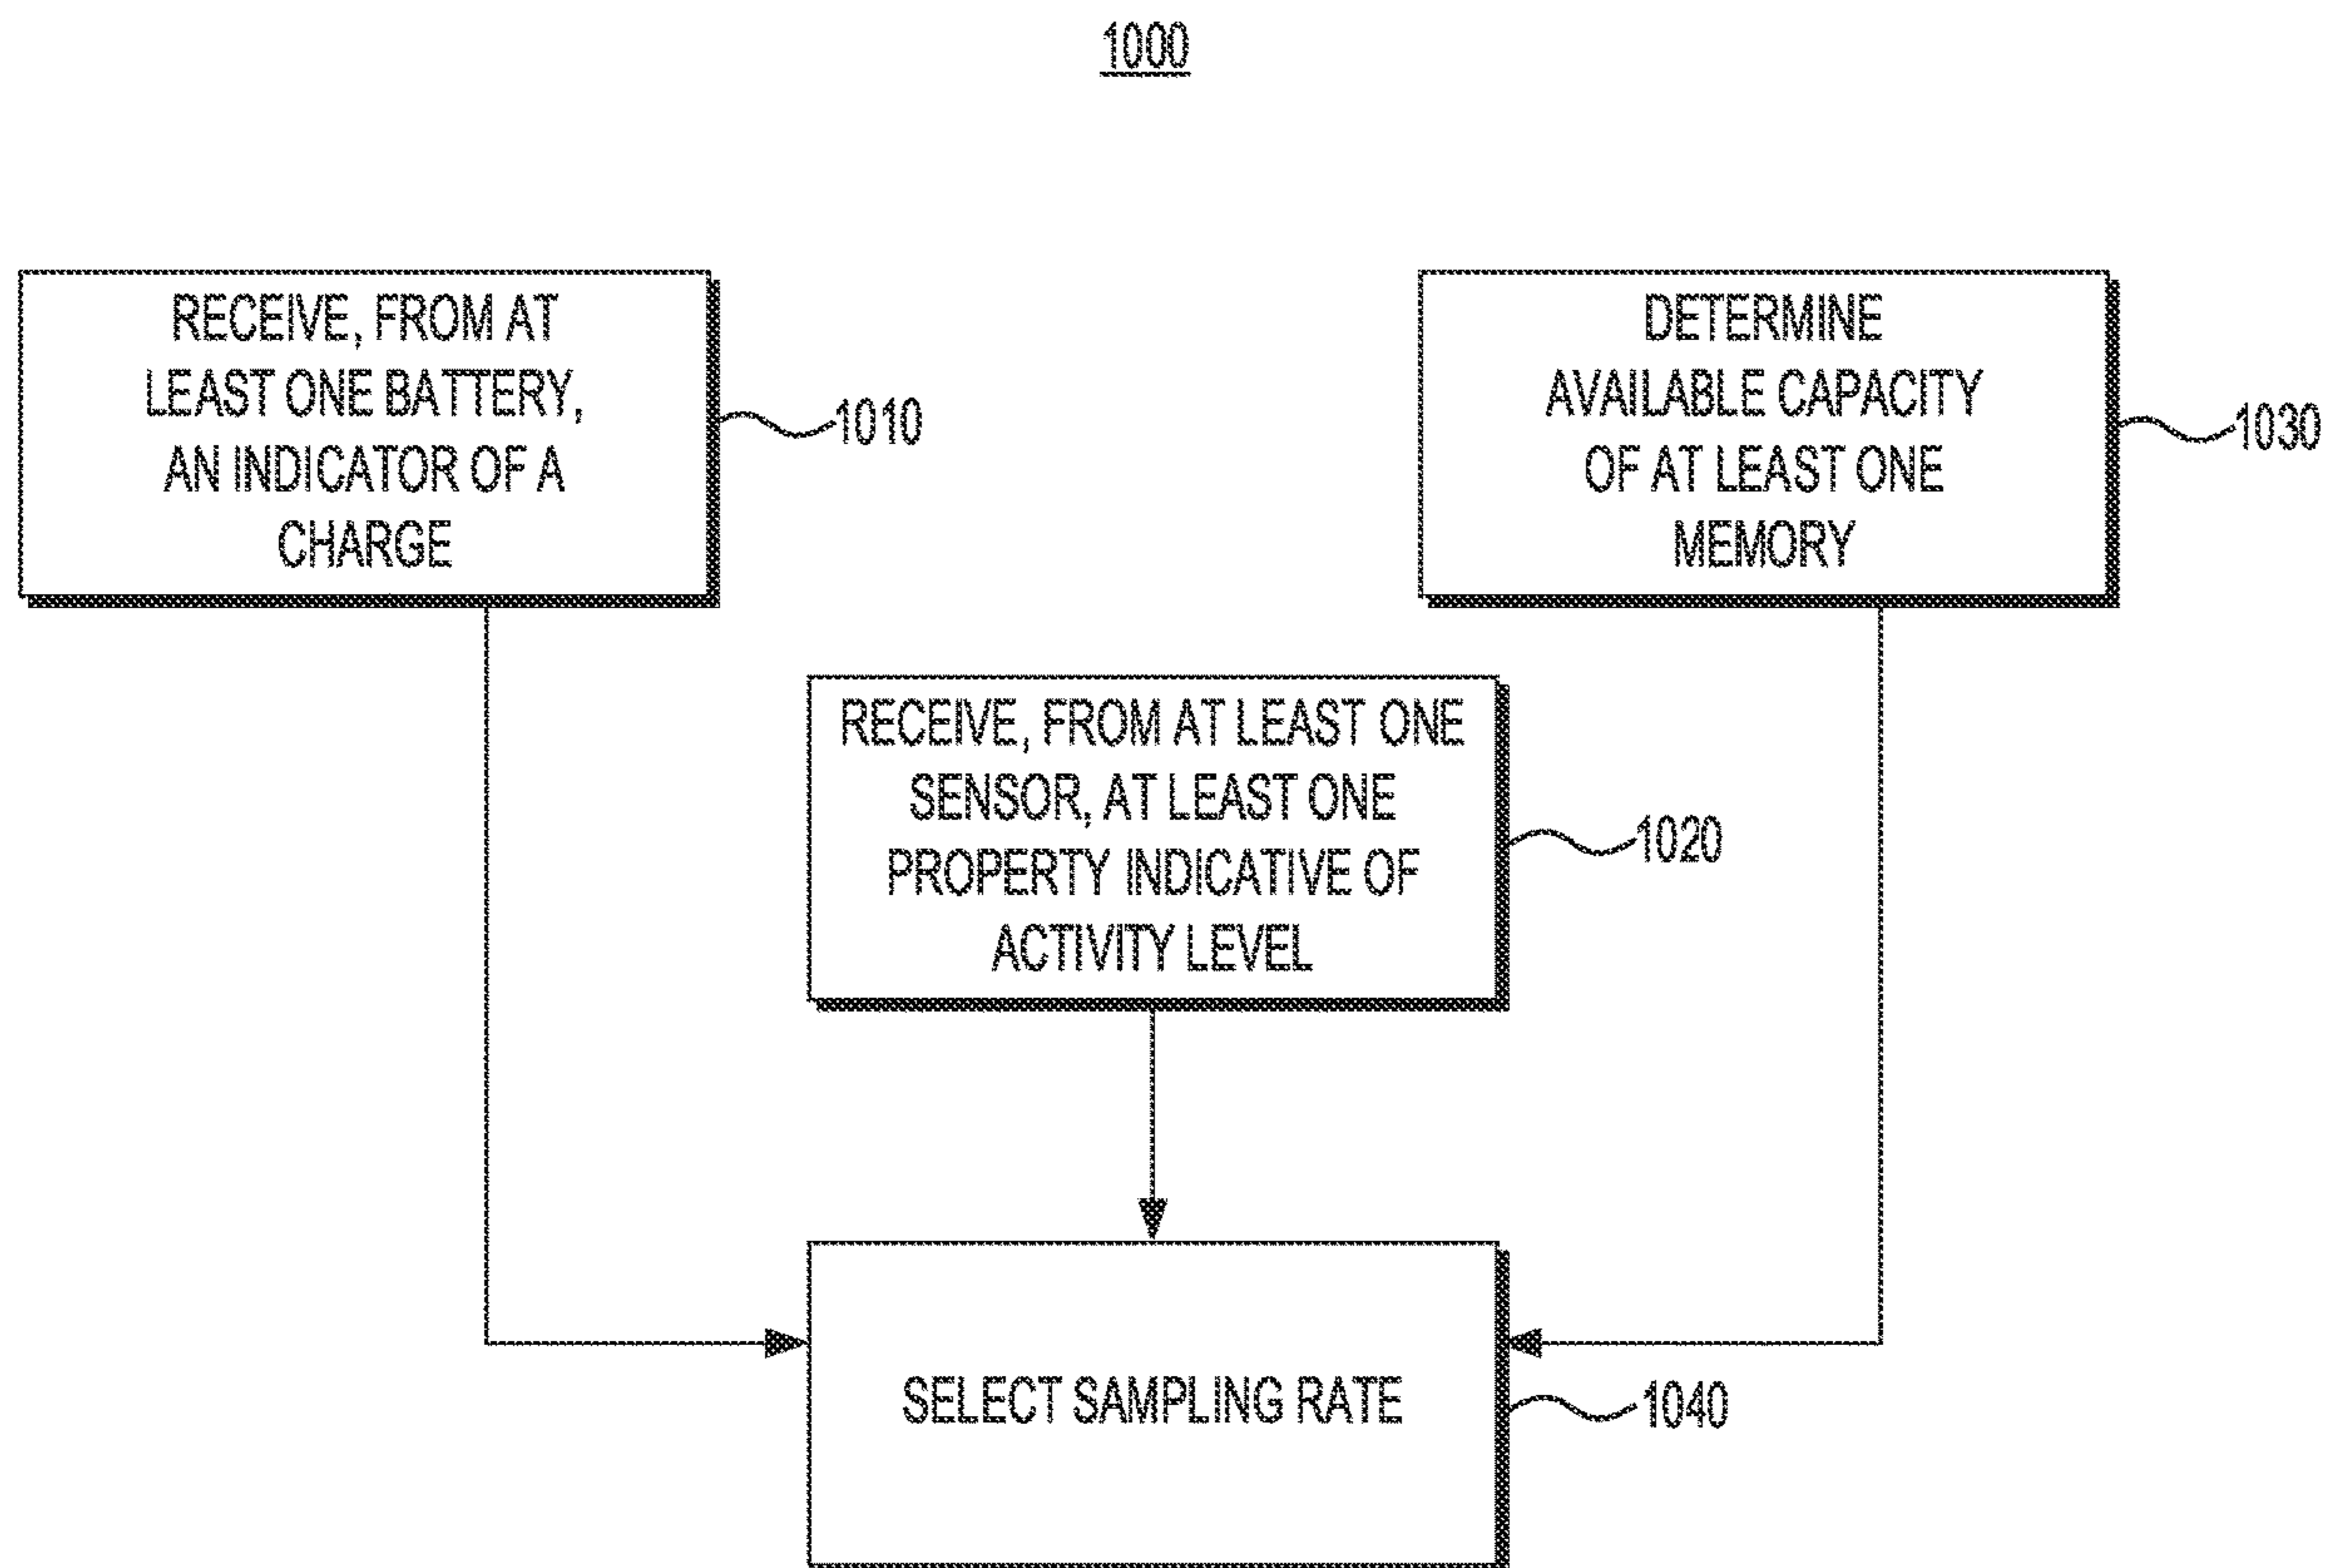 1000
RECEIVE, FROM AT
LEAST ONE BATTERY,
AN INDICATOR OF A
CHARGE
1010
DETERMINE
AVAILABLE CAPACITY
OF AT LEAST ONE
MEMORY
1030
RECEIVE, FROM AT LEAST ONE
SENSOR, AT LEAST ONE
PROPERTY INDICATIVE OF
ACTIVITY LEVEL
1020
SELECT SAMPLING RATE
1040